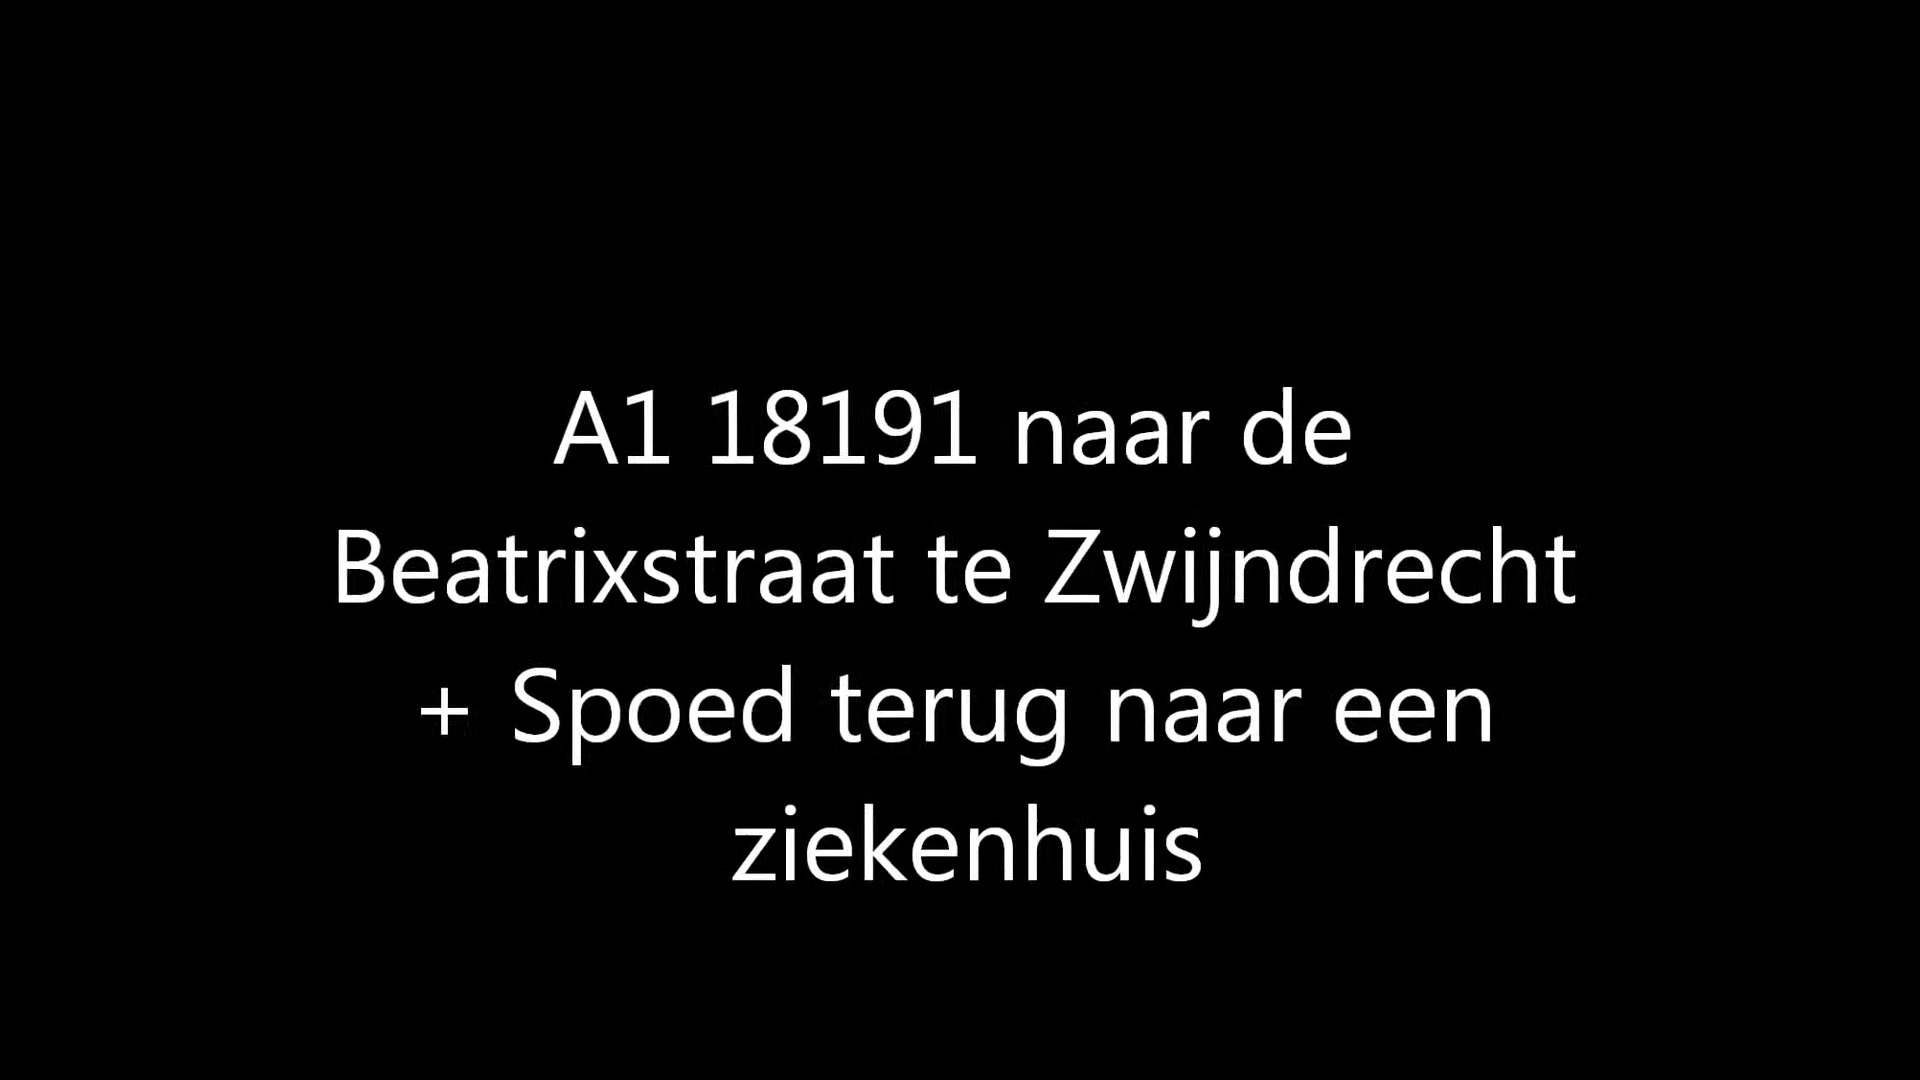 A1 18191 naar de
Beatrixstraat te Zwijndrecht
+ Spoed terug naar een
ziekenhuis